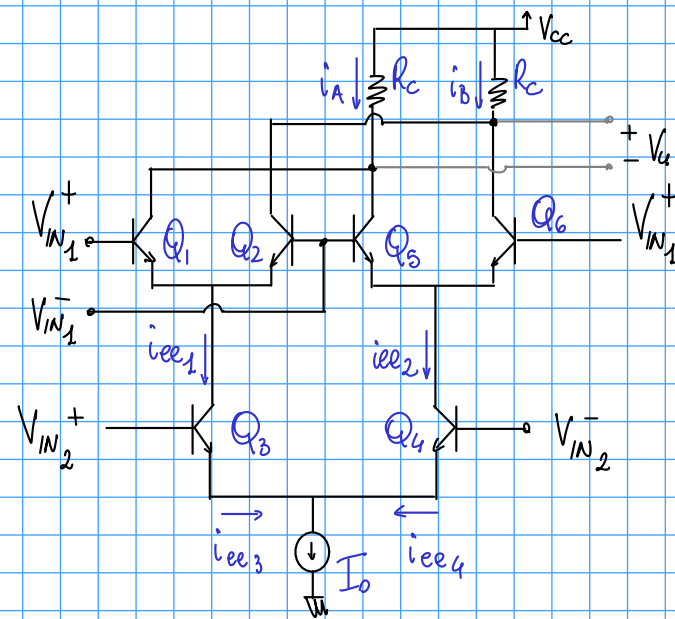 Vcc
iA Rc iB Rc
+
- Vu
VIN1+ Q1 Q2 Q5 Q6 VIN1+
VIN1-
iee1 iee2
VIN2+ Q3 Q4 VIN2-
iee3 iee4
I0